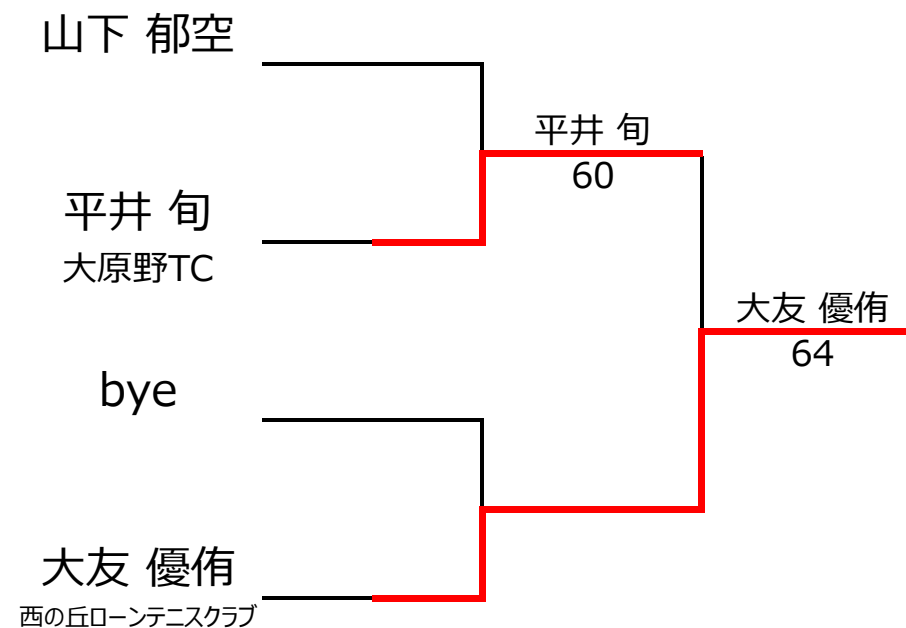 山下 郁空
平井 旬
60
平井 旬
大原野TC
大友 優侑
64
bye
大友 優侑
西の丘ローンテニスクラブ